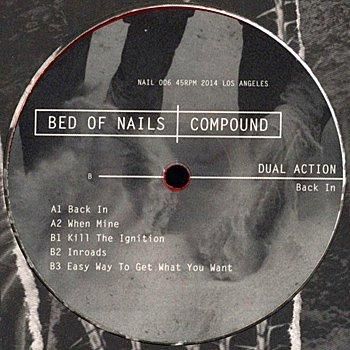 NAIL 006 45RPM 2014 LOS ANGELES
BED OF NAILS COMPOUND
DUAL ACTION
B
Back In
A1 Back In
A2 When Mine
B1 Kill The Ignition
B2 Inroads
B3 Easy Way To Get What You Want